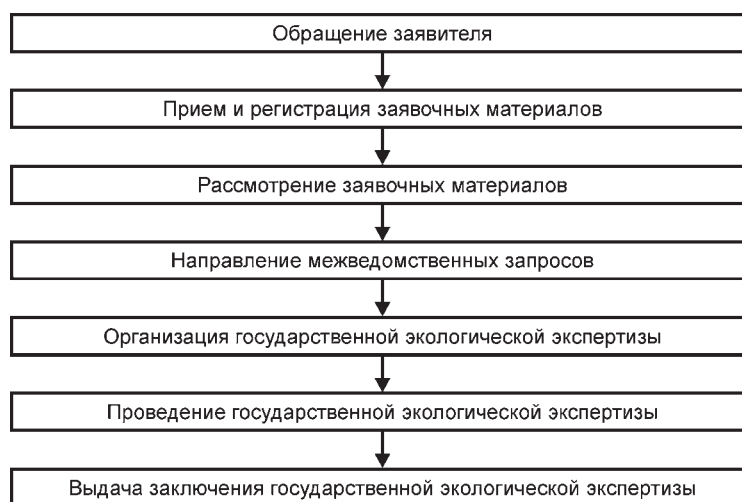 Обращение заявителя
Прием и регистрация заявочных материалов
Рассмотрение заявочных материалов
Направление межведомственных запросов
Организация государственной экологической экспертизы
Проведение государственной экологической экспертизы
Выдача заключения государственной экологической экспертизы